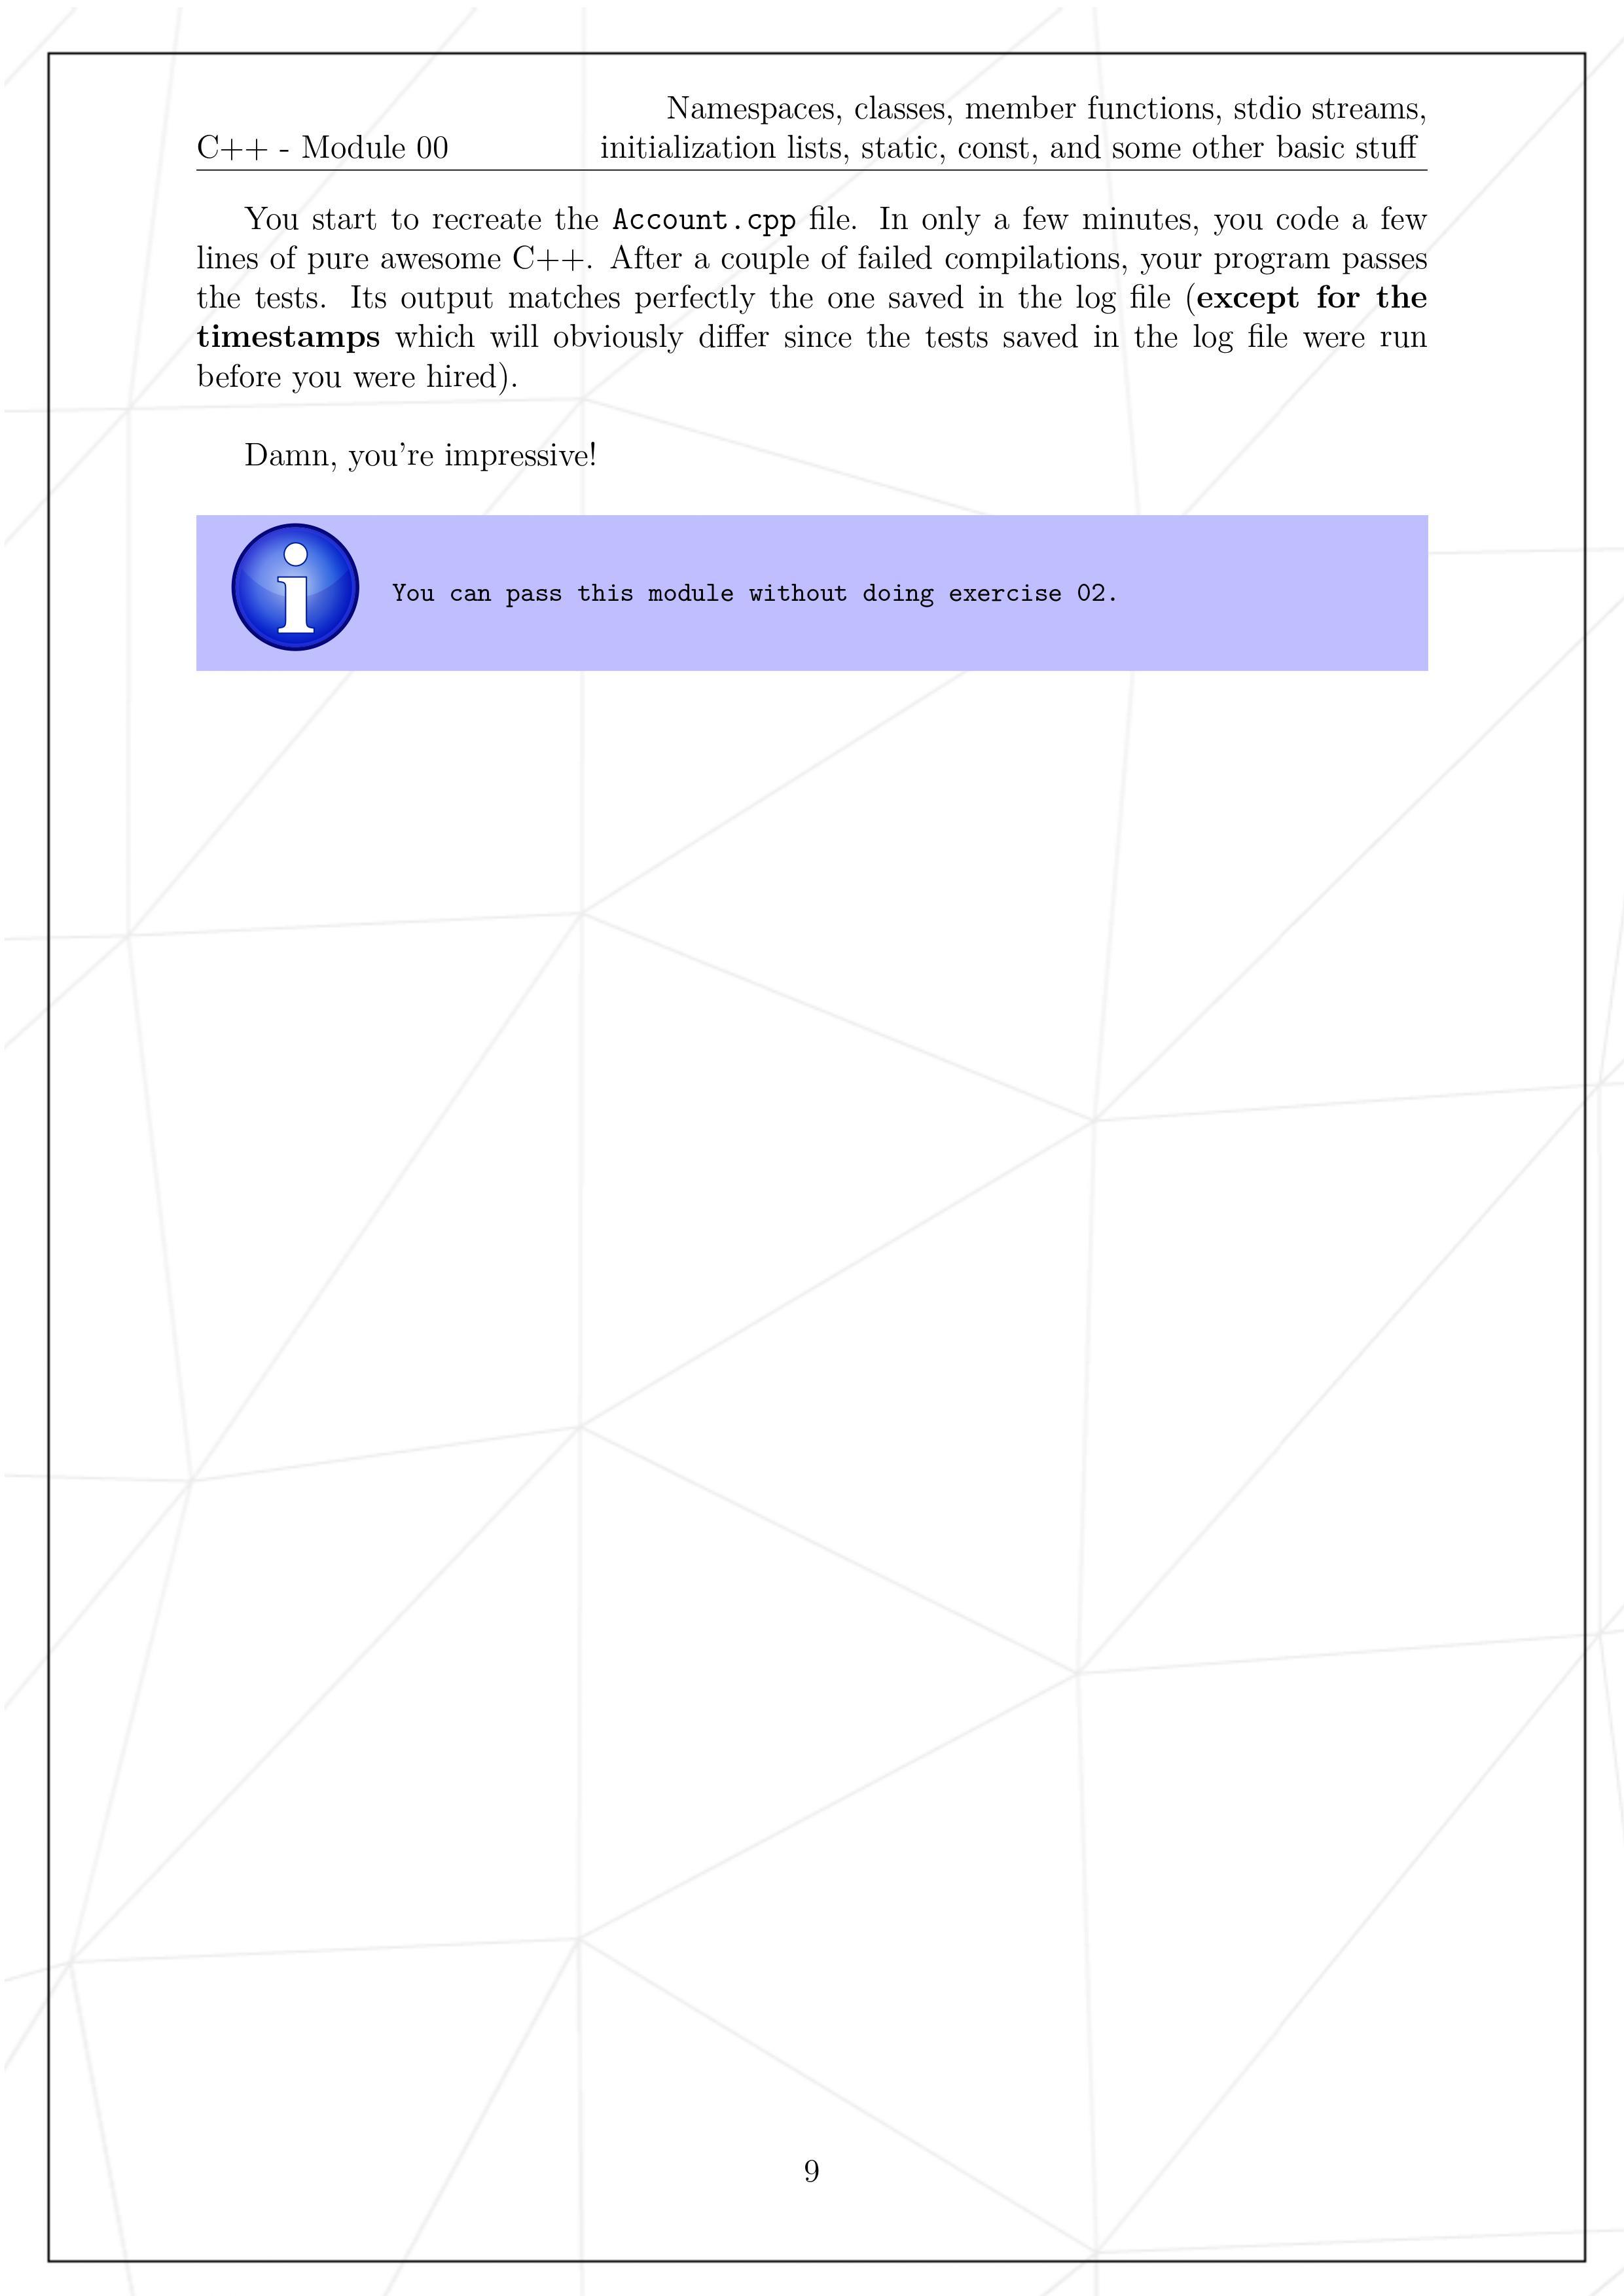 Namespaces, classes, member functions, stdio streams,
C++ - Module 00 initialization lists, static, const, and some other basic stuff
You start to recreate the Account.cpp file. In only a few minutes, you code a few
lines of pure awesome C++. After a couple of failed compilations, your program passes
the tests. Its output matches perfectly the one saved in the log file (except for the
timestamps which will obviously differ since the tests saved in the log file were run
before you were hired).
Damn, you're impressive!
You can pass this module without doing exercise 02.
9